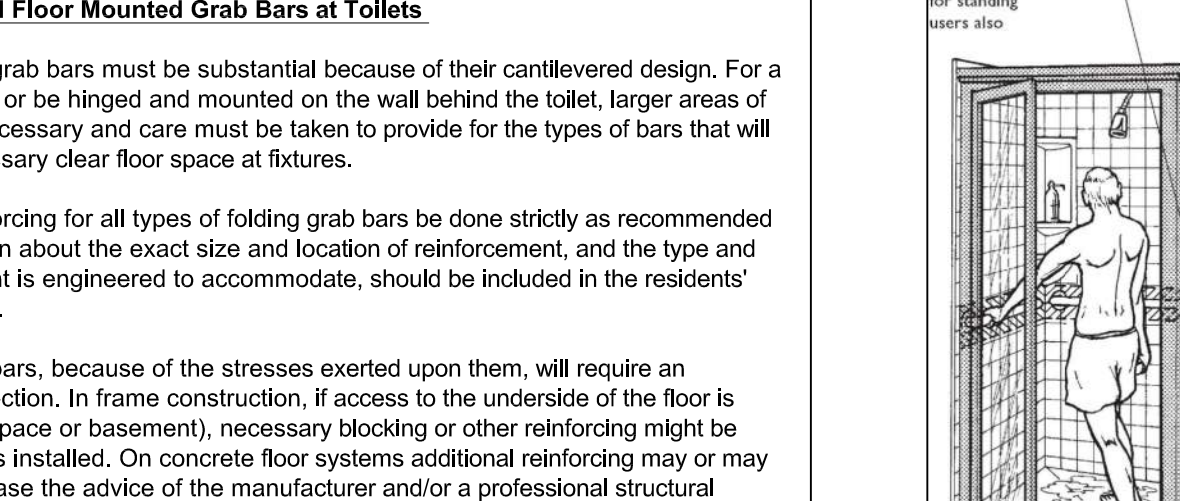 Floor Mounted Grab Bars at Toilets
grab bars must be substantial because of their cantilevered design. For a
or be hinged and mounted on the wall behind the toilet, larger areas of
cessary and care must be taken to provide for the types of bars that will
ssary clear floor space at fixtures.
orcing for all types of folding grab bars be done strictly as recommended
n about the exact size and location of reinforcement, and the type and
t is engineered to accommodate, should be included in the residents'
.
bars, because of the stresses exerted upon them, will require an
ction. In frame construction, if access to the underside of the floor is
pace or basement), necessary blocking or other reinforcing might be
s installed. On concrete floor systems additional reinforcing may or may
ase the advice of the manufacturer and/or a professional structural
for standing
users also